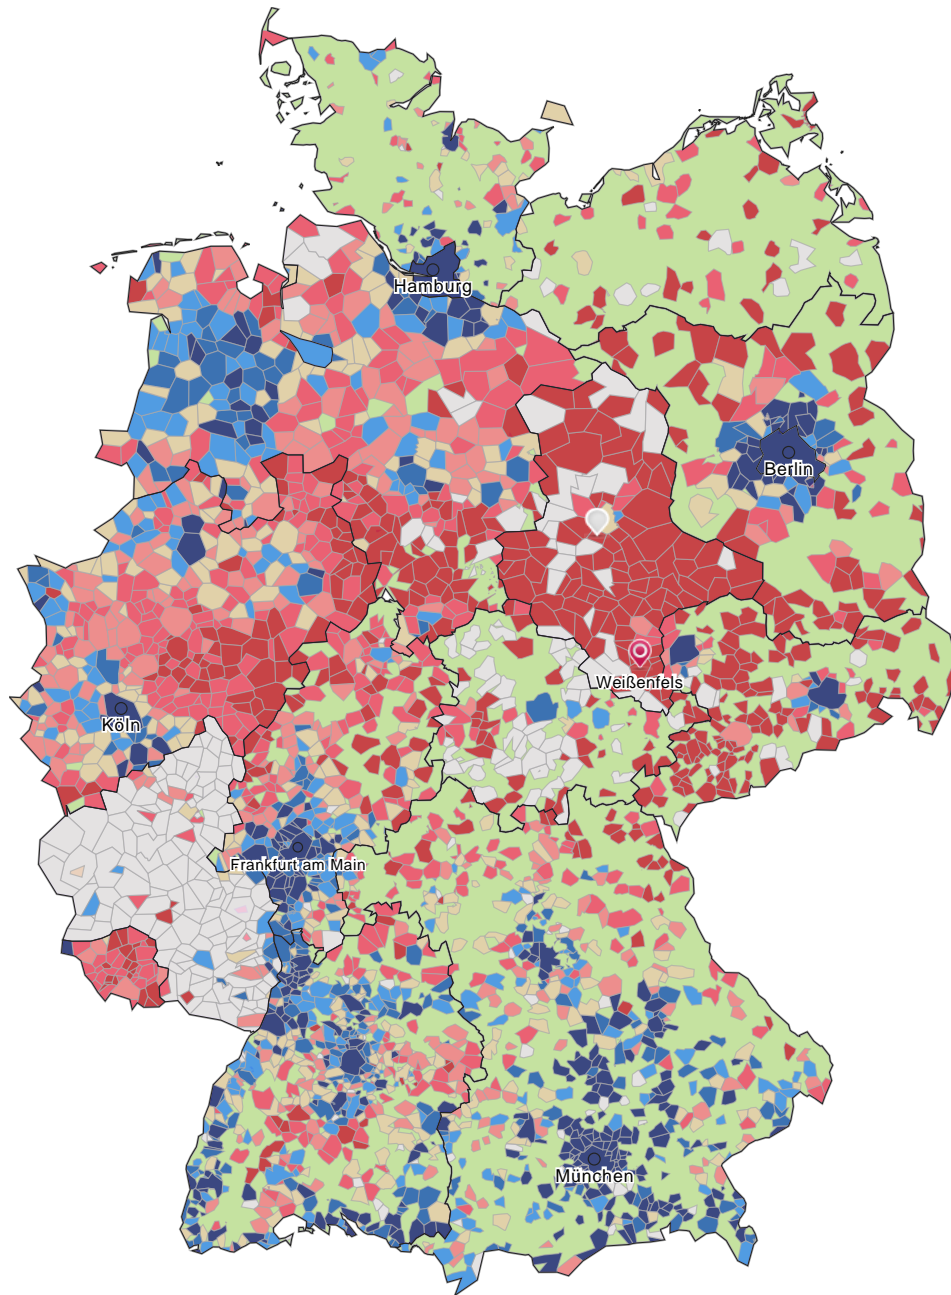 Hamburg
Berlin
Weißenfels
Köln
Frankfurt am Main
München